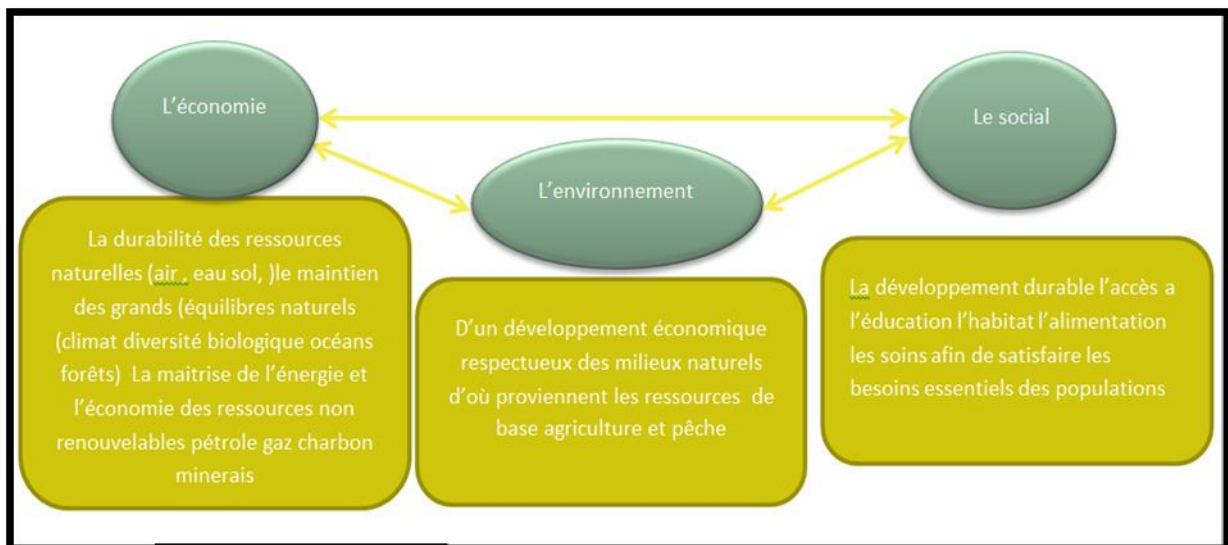 L'économie
Le social
L'environnement
La durabilité des ressources
naturelles (air , eau sol, )le maintien
des grands (équilibres naturels
(climat diversité biologique océans
forêts) La maitrise de l'énergie et
l'économie des ressources non
renouvelables pétrole gaz charbon
minerais
D'un développement économique
respectueux des milieux naturels
d'où proviennent les ressources de
base agriculture et pêche
La développement durable l'accès a
l'éducation l'habitat l'alimentation
les soins afin de satisfaire les
besoins essentiels des populations